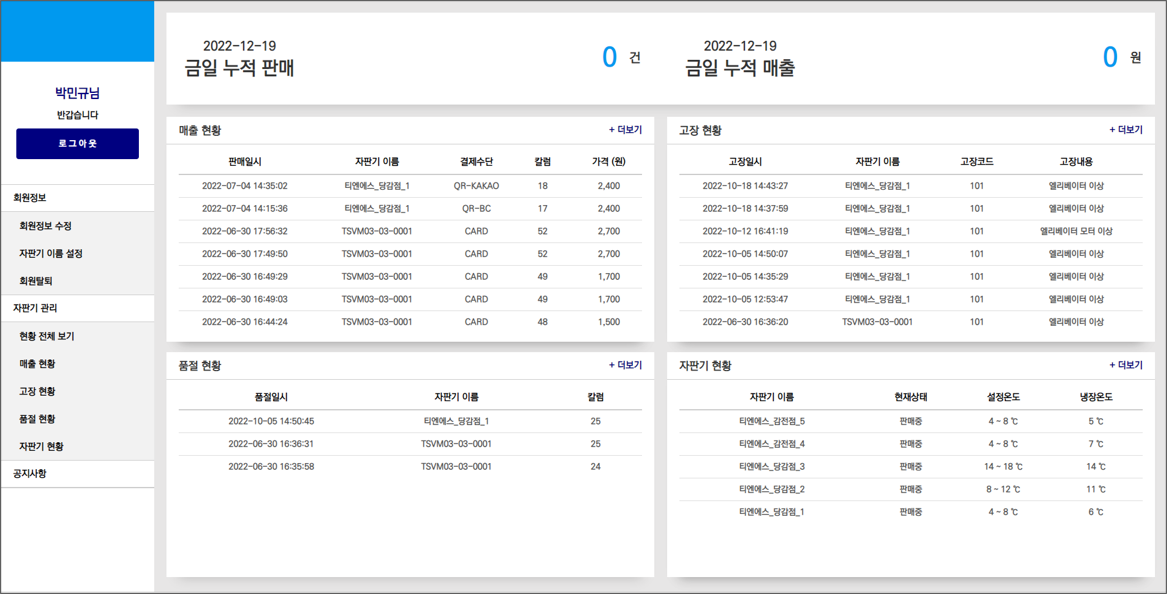 박민규님
반갑습니다
로그아웃
회원정보
회원정보 수정
자판기 이름 설정
회원탈퇴
자판기 관리
현황 전체 보기
매출 현황
고장 현황
품절 현황
자판기 현황
공지사항
2022-12-19
금일 누적 판매
0 건
2022-12-19
금일 누적 매출
0 원
매출 현황 + 더보기
판매일시 자판기 이름 결제수단 칼럼 가격 (원)
2022-07-04 14:35:02 티엔에스_당감점_1 QR-KAKAO 18 2,400
2022-07-04 14:15:36 티엔에스_당감점_1 QR-BC 17 2,400
2022-06-30 17:56:32 TSVM03-03-0001 CARD 52 2,700
2022-06-30 17:49:50 TSVM03-03-0001 CARD 52 2,700
2022-06-30 16:49:29 TSVM03-03-0001 CARD 49 1,700
2022-06-30 16:49:03 TSVM03-03-0001 CARD 49 1,700
2022-06-30 16:44:24 TSVM03-03-0001 CARD 48 1,500
고장 현황 + 더보기
고장일시 자판기 이름 고장코드 고장내용
2022-10-18 14:43:27 티엔에스_당감점_1 101 엘리베이터 이상
2022-10-18 14:37:59 티엔에스_당감점_1 101 엘리베이터 이상
2022-10-12 16:41:19 티엔에스_당감점_1 101 엘리베이터 모터 이상
2022-10-05 14:50:07 티엔에스_당감점_1 101 엘리베이터 이상
2022-10-05 14:35:29 티엔에스_당감점_1 101 엘리베이터 이상
2022-10-05 12:53:47 티엔에스_당감점_1 101 엘리베이터 이상
2022-06-30 16:36:20 TSVM03-03-0001 101 엘리베이터 이상
품절 현황 + 더보기
품절일시 자판기 이름 칼럼
2022-10-05 14:50:45 티엔에스_당감점_1 25
2022-06-30 16:36:31 TSVM03-03-0001 25
2022-06-30 16:35:58 TSVM03-03-0001 24
자판기 현황 + 더보기
자판기 이름 현재상태 설정온도 냉장온도
티엔에스_감전점_5 판매중 4 ~ 8 ℃ 5 ℃
티엔에스_감전점_4 판매중 4 ~ 8 ℃ 7 ℃
티엔에스_당감점_3 판매중 14 ~ 18 ℃ 14 ℃
티엔에스_당감점_2 판매중 8 ~ 12 ℃ 11 ℃
티엔에스_당감점_1 판매중 4 ~ 8 ℃ 6 ℃